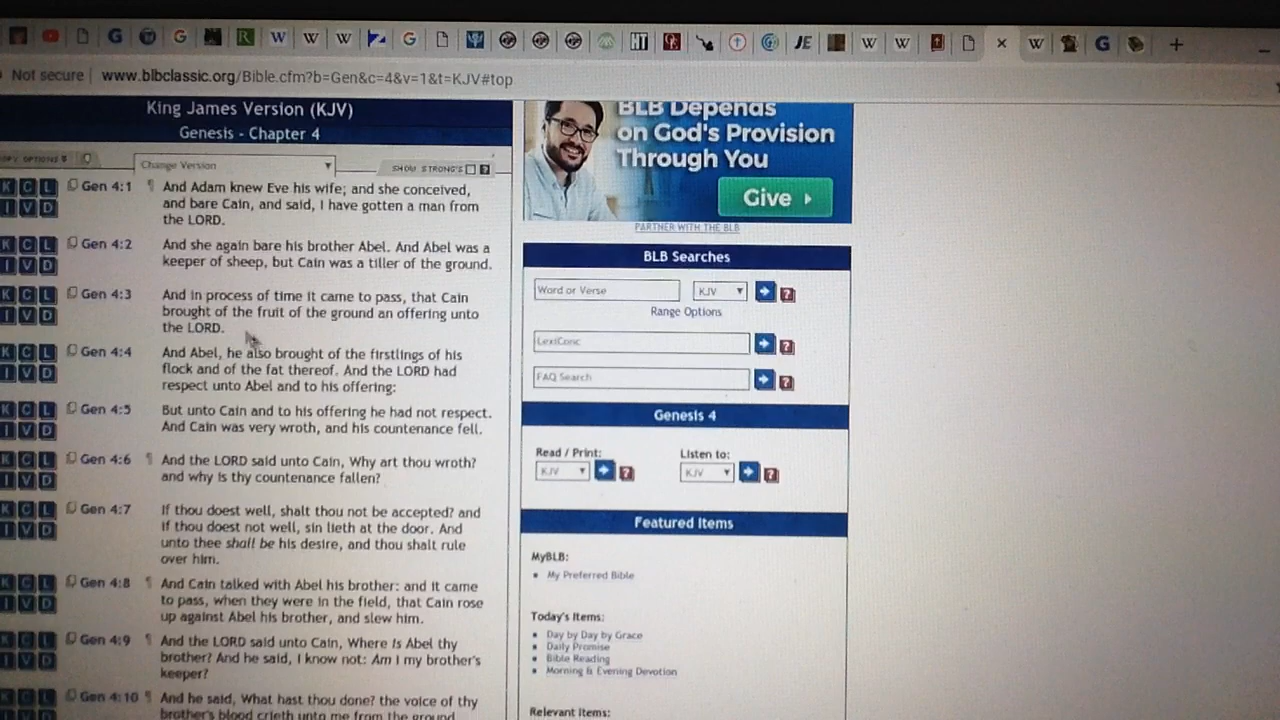 Not secure | www.blbclassic.org/Bible.cfm?b=Gen&c=4&v=1&t=KJV#top
King James Version (KJV)
Genesis - Chapter 4
OPTIONS
Change Version
SHOW STRONG'S
K C L Gen 4:1 ¶ And Adam knew Eve his wife; and she conceived,
I V D and bare Cain, and said, I have gotten a man from
the LORD.
K C L Gen 4:2 And she again bare his brother Abel. And Abel was a
I V D keeper of sheep, but Cain was a tiller of the ground.
K C L Gen 4:3 And in process of time it came to pass, that Cain
I V D brought of the fruit of the ground an offering unto
the LORD.
K C L Gen 4:4 And Abel, he also brought of the firstlings of his
I V D flock and of the fat thereof. And the LORD had
respect unto Abel and to his offering:
K C L Gen 4:5 But unto Cain and to his offering he had not respect.
I V D And Cain was very wroth, and his countenance fell.
K C L Gen 4:6 ¶ And the LORD said unto Cain, Why art thou wroth?
I V D and why is thy countenance fallen?
K C L Gen 4:7 If thou doest well, shalt thou not be accepted? and
I V D if thou doest not well, sin lieth at the door. And
unto thee shall be his desire, and thou shalt rule
over him.
K C L Gen 4:8 ¶ And Cain talked with Abel his brother: and it came
I V D to pass, when they were in the field, that Cain rose
up against Abel his brother, and slew him.
K C L Gen 4:9 ¶ And the LORD said unto Cain, Where is Abel thy
I V D brother? And he said, I know not: Am I my brother's
keeper?
K C L Gen 4:10 ¶ And he said, What hast thou done? the voice of thy
brother's blood crieth unto me from the ground.
BLB Depends
on God's Provision
Through You
Give
PARTNER WITH THE BLB
BLB Searches
Word or Verse KJV
Range Options
LexiConc
FAQ Search
Genesis 4
Read / Print: Listen to:
KJV KJV
Featured Items
MyBLB:
My Preferred Bible
Today's Items:
Day by Day by Grace
Daily Promise
Bible Reading
Morning & Evening Devotion
Relevant Items: